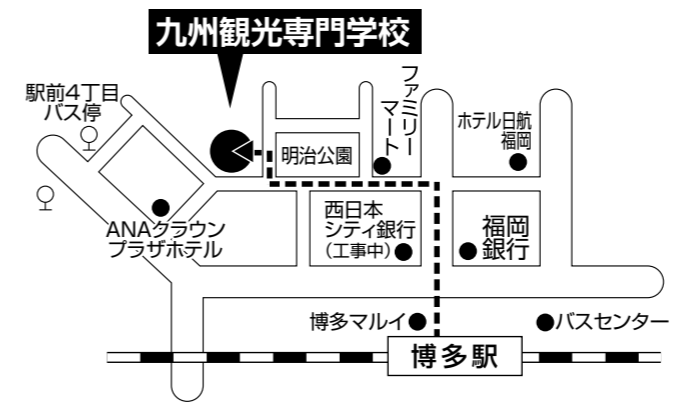 九州観光専門学校
駅前4丁目
バス停
ファミリー
マート
ホテル日航
福岡
明治公園
ANAクラウン
プラザホテル
西日本
シティ銀行
(工事中)
福岡
銀行
博多マルイ
バスセンター
博多駅